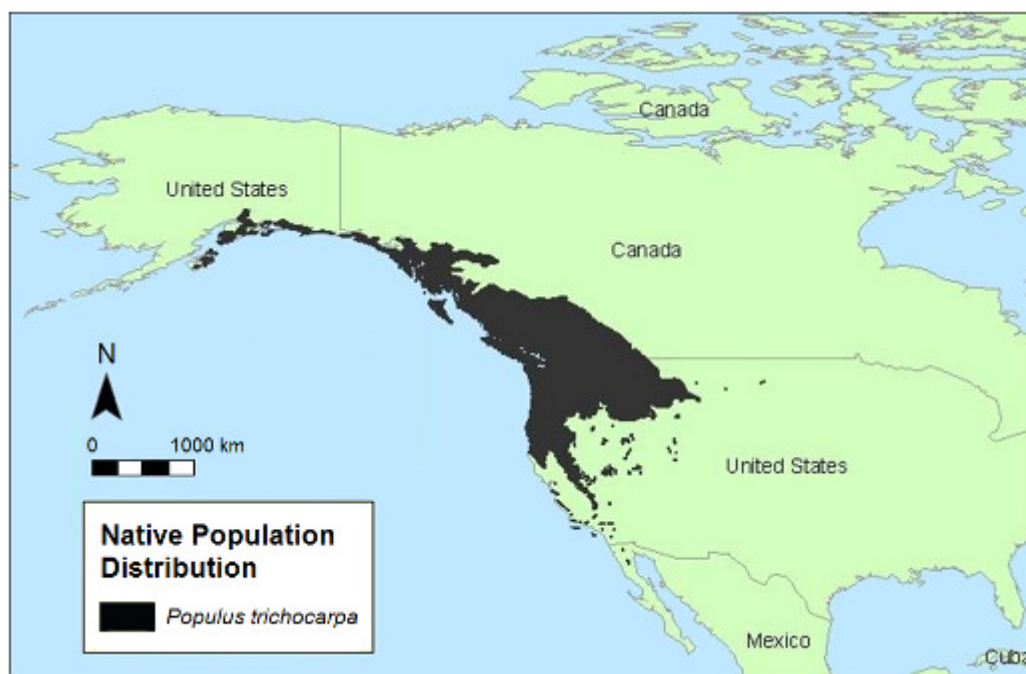 Canada
United States
Canada
N
0 1000 km
United States
Native Population
Distribution
Populus trichocarpa
Mexico
Cuba